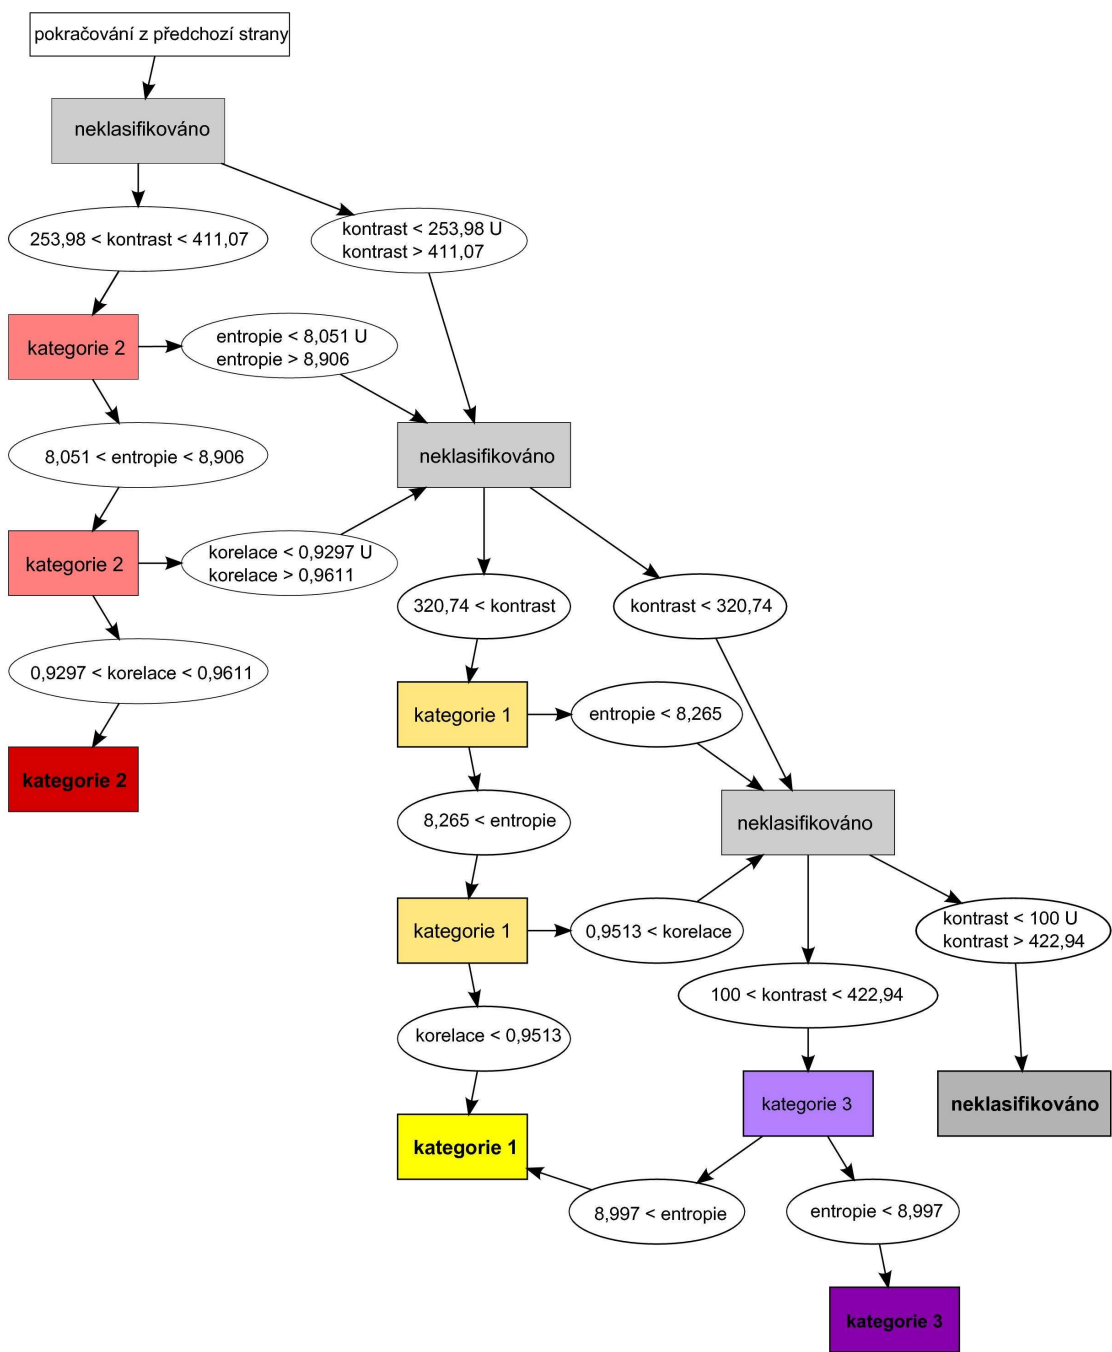 pokračování z předchozí strany
neklasifikováno
253,98 < kontrast < 411,07
kontrast < 253,98 U
kontrast > 411,07
kategorie 2
entropie < 8,051 U
entropie > 8,906
8,051 < entropie < 8,906
neklasifikováno
kategorie 2
korelace < 0,9297 U
korelace > 0,9611
320,74 < kontrast
kontrast < 320,74
0,9297 < korelace < 0,9611
kategorie 1
entropie < 8,265
kategorie 2
8,265 < entropie
neklasifikováno
kategorie 1
0,9513 < korelace
kontrast < 100 U
kontrast > 422,94
100 < kontrast < 422,94
korelace < 0,9513
kategorie 3
neklasifikováno
kategorie 1
8,997 < entropie
entropie < 8,997
kategorie 3